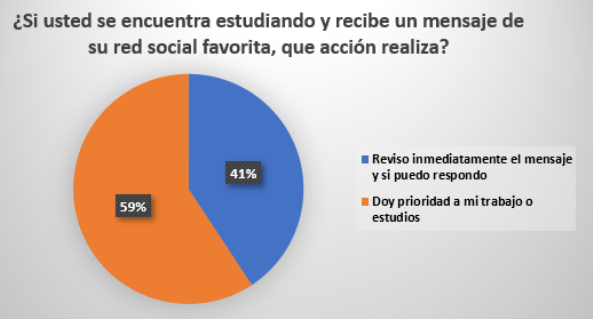 ¿Si usted se encuentra estudiando y recibe un mensaje de
su red social favorita, que acción realiza?
41%
59%
Reviso inmediatamente el mensaje
y si puedo respondo
Doy prioridad a mi trabajo o
estudios